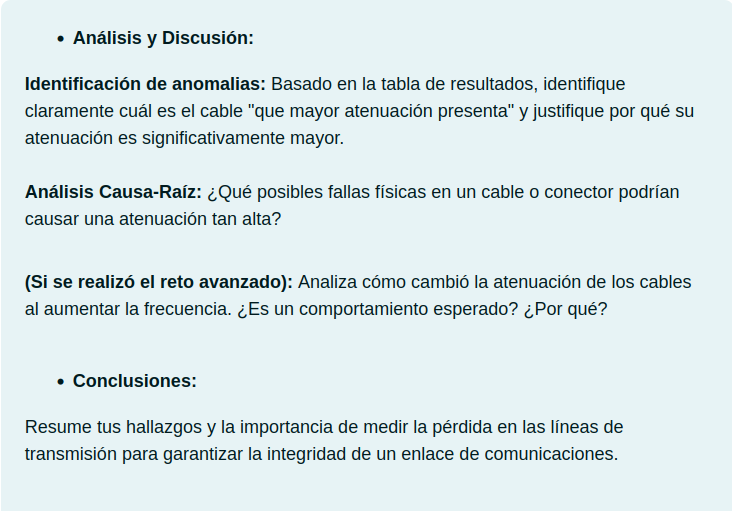 • Análisis y Discusión:
Identificación de anomalias: Basado en la tabla de resultados, identifique
claramente cuál es el cable "que mayor atenuación presenta" y justifique por qué su
atenuación es significativamente mayor.
Análisis Causa-Raíz: ¿Qué posibles fallas físicas en un cable o conector podrían
causar una atenuación tan alta?
(Si se realizó el reto avanzado): Analiza cómo cambió la atenuación de los cables
al aumentar la frecuencia. ¿Es un comportamiento esperado? ¿Por qué?
• Conclusiones:
Resume tus hallazgos y la importancia de medir la pérdida en las líneas de
transmisión para garantizar la integridad de un enlace de comunicaciones.